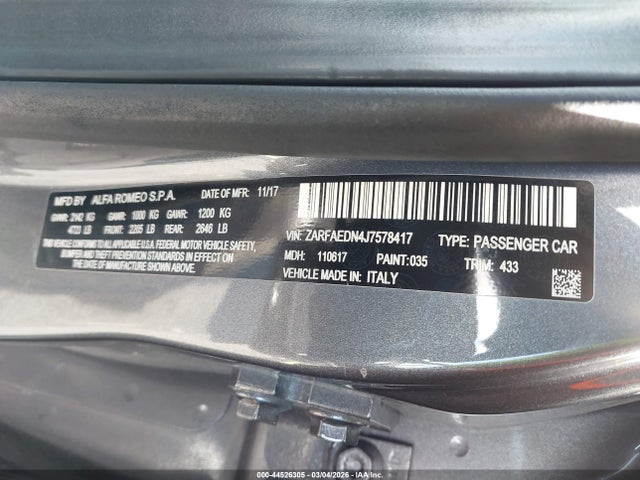 MFD BY ALFA ROMEO S.P.A. DATE OF MFR 11/17
GVWR: 2142 KG GAWR: 1000 KG GAWR: 1200 KG
4723 LB FRONT: 2205 LB REAR: 2646 LB
THIS VEHICLE CONFORMS TO ALL APPLICABLE U.S.A. FEDERAL MOTOR VEHICLE SAFETY,
BUMPER AND THEFT PREVENTION STANDARDS IN EFFECT ON
THE DATE OF MANUFACTURE SHOWN ABOVE.
VIN: ZARFAEDN4J7578417 TYPE: PASSENGER CAR
MDH: 110617 PAINT: 035 TRIM: 433
VEHICLE MADE IN: ITALY
000-44526305 - 03/04/2026 - © IAA Holdings, LLC